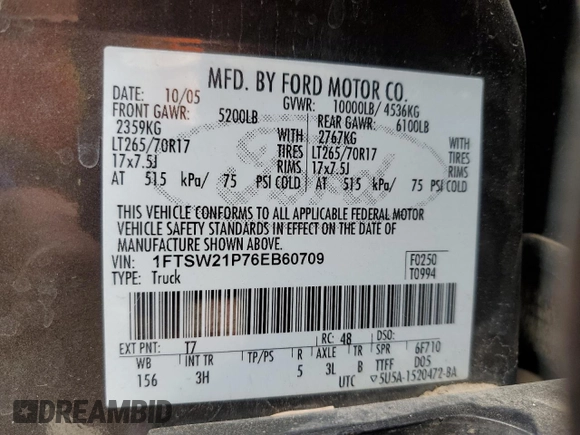 MFD. BY FORD MOTOR CO.
DATE: 10/05 GVWR: 10000LB/ 4536KG
FRONT GAWR: 5200LB REAR GAWR: 6100LB
2359KG WITH 2767KG WITH
LT265/70R17 TIRES LT265/70R17 TIRES
17x7.5J RIMS 17x7.5J RIMS
AT 515 kPa/ 75 PSI COLD AT 515 kPa/ 75 PSI COLD
THIS VEHICLE CONFORMS TO ALL APPLICABLE FEDERAL MOTOR
VEHICLE SAFETY STANDARDS IN EFFECT ON THE DATE OF
MANUFACTURE SHOWN ABOVE.
VIN: 1FTSW21P76EB60709 F0250
TYPE: Truck T0994
EXT PNT: T7 RC: 48 DSO:
WB INT TR TP/PS R AXLE TR SPR 6F710
156 3H 5 3L B TTFF D05
UTC 5U5A-1520472-BA
DREAMBID